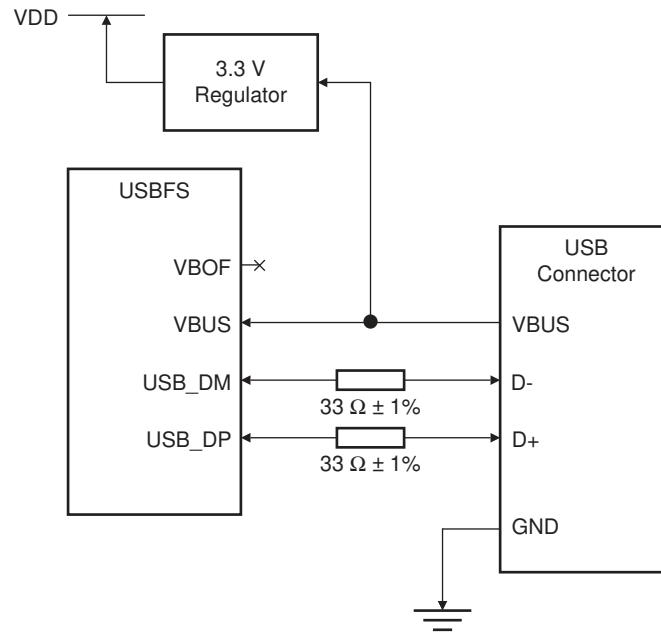 VDD
3.3 V
Regulator
USBFS
VBOF
VBUS
USB_DM
USB_DP
33 Ω ± 1%
33 Ω ± 1%
USB
Connector
VBUS
D-
D+
GND